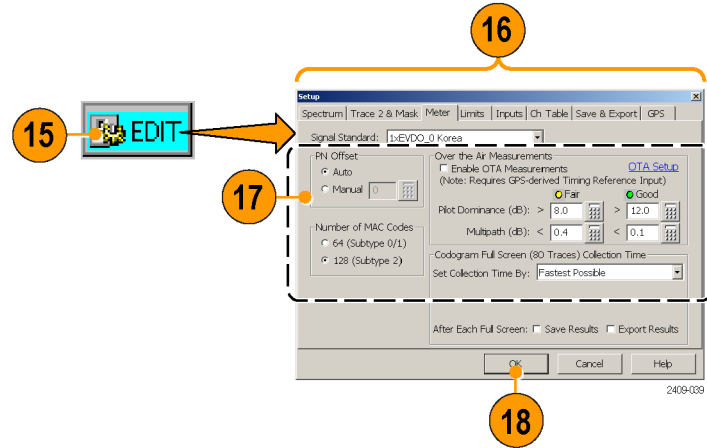 16
15
EDIT
Setup
Spectrum Trace 2 & Mask Meter Limits Inputs Ch Table Save & Export GPS
Signal Standard: 1xEVDO_0 Korea
17
PN Offset
Auto
Manual 0
Number of MAC Codes
64 (Subtype 0/1)
128 (Subtype 2)
Over the Air Measurements
Enable OTA Measurements OTA Setup
(Note: Requires GPS-derived Timing Reference Input)
Fair Good
Pilot Dominance (dB): > 8.0 > 12.0
Multipath (dB): < 0.4 < 0.1
Codogram Full Screen (80 Traces) Collection Time
Set Collection Time By: Fastest Possible
After Each Full Screen: Save Results Export Results
OK Cancel Help
2409-039
18